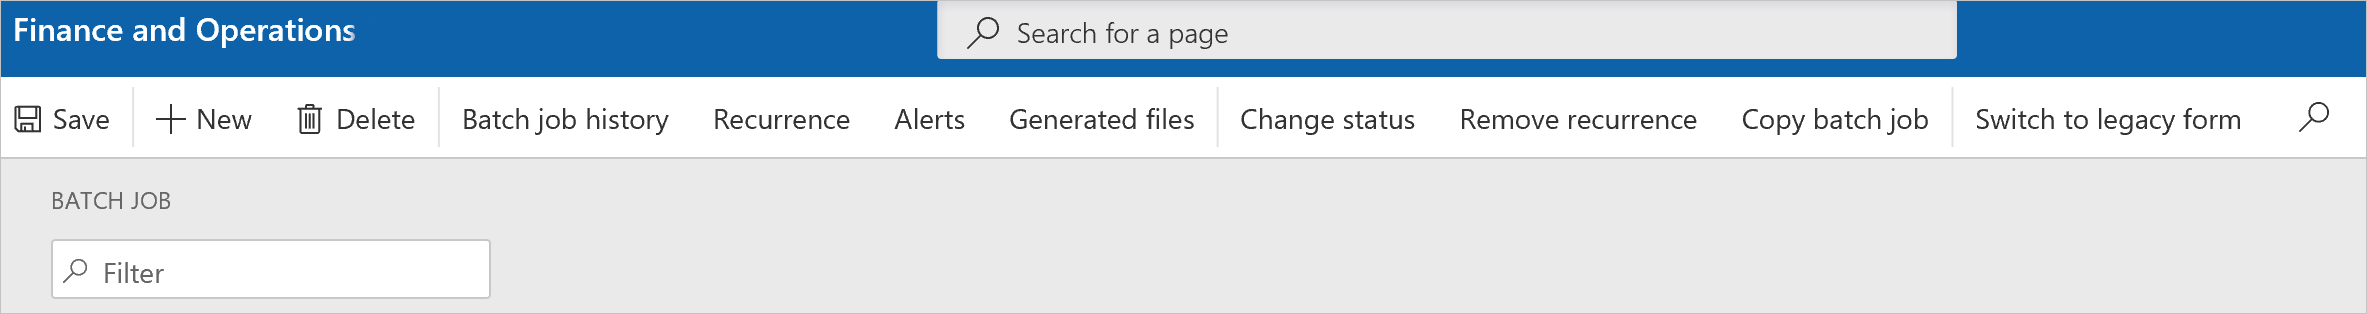 Finance and Operations Search for a page
Save New Delete Batch job history Recurrence Alerts Generated files Change status Remove recurrence Copy batch job Switch to legacy form
BATCH JOB
Filter